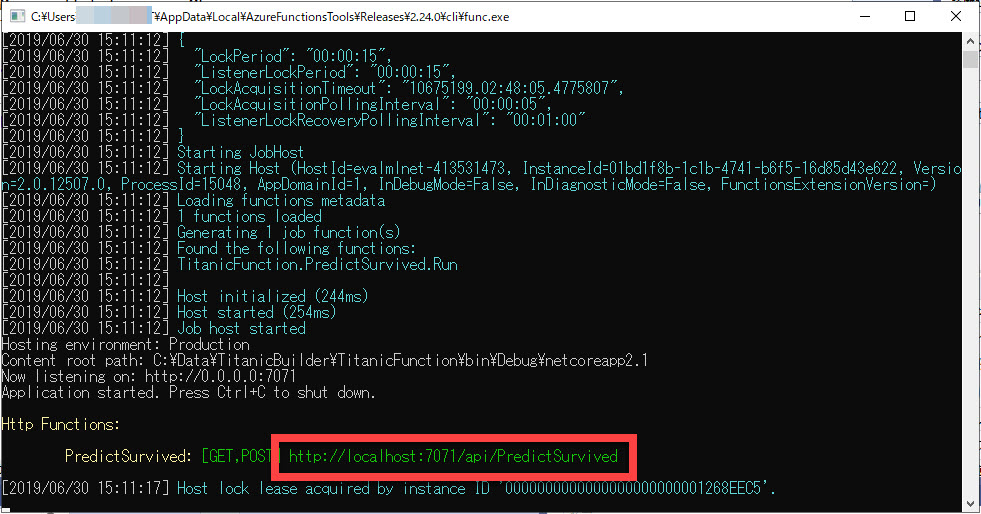 C:¥Users T¥AppData¥Local¥AzureFunctionsTools¥Releases¥2.24.0¥cli¥func.exe
[2019/06/30 15:11:12] {
[2019/06/30 15:11:12]   "LockPeriod": "00:00:15",
[2019/06/30 15:11:12]   "ListenerLockPeriod": "00:00:15",
[2019/06/30 15:11:12]   "LockAcquisitionTimeout": "10675199.02:48:05.4775807",
[2019/06/30 15:11:12]   "LockAcquisitionPollingInterval": "00:00:05",
[2019/06/30 15:11:12]   "ListenerLockRecoveryPollingInterval": "00:01:00"
[2019/06/30 15:11:12] }
[2019/06/30 15:11:12] Starting JobHost
[2019/06/30 15:11:12] Starting Host (HostId=evalmlnet-413531473, InstanceId=01bd1f8b-1c1b-4741-b6f5-16d85d43e622, Versio
n=2.0.12507.0, ProcessId=15048, AppDomainId=1, InDebugMode=False, InDiagnosticMode=False, FunctionsExtensionVersion=)
[2019/06/30 15:11:12] Loading functions metadata
[2019/06/30 15:11:12] 1 functions loaded
[2019/06/30 15:11:12] Generating 1 job function(s)
[2019/06/30 15:11:12] Found the following functions:
[2019/06/30 15:11:12] TitanicFunction.PredictSurvived.Run
[2019/06/30 15:11:12]
[2019/06/30 15:11:12] Host initialized (244ms)
[2019/06/30 15:11:12] Host started (254ms)
[2019/06/30 15:11:12] Job host started
Hosting environment: Production
Content root path: C:¥Data¥TitanicBuilder¥TitanicFunction¥bin¥Debug¥netcoreapp2.1
Now listening on: http://0.0.0.0:7071
Application started. Press Ctrl+C to shut down.
Http Functions:
PredictSurvived: [GET,POST http://localhost:7071/api/PredictSurvived
[2019/06/30 15:11:17] Host lock lease acquired by instance ID '0000000000000000000000001268EEC5'.